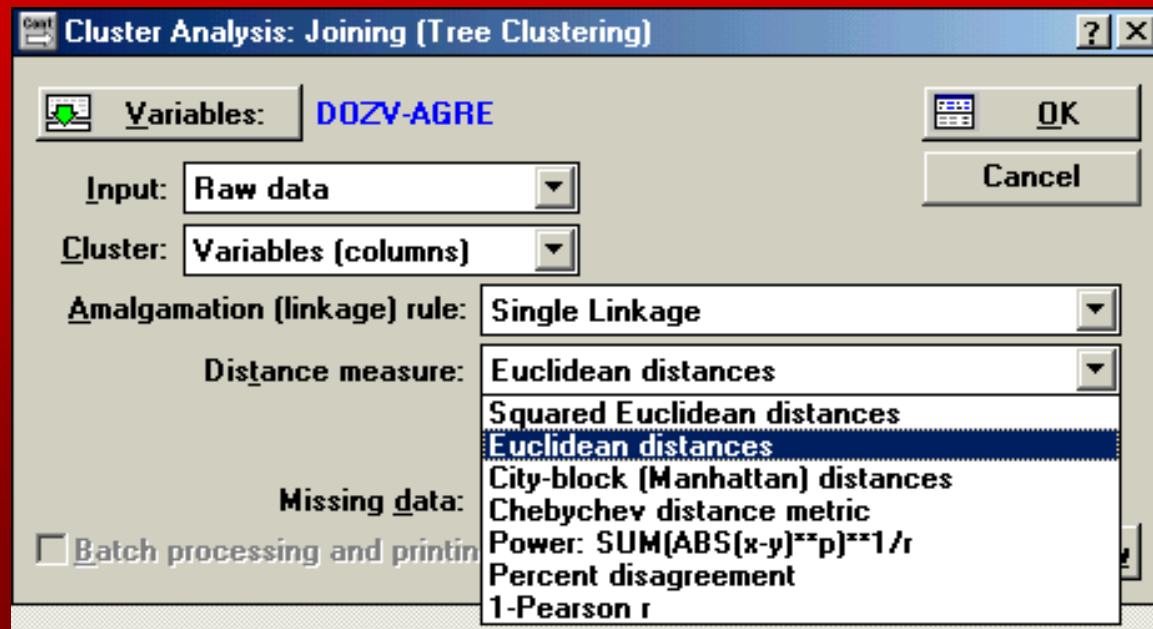 Cont
Cluster Analysis: Joining (Tree Clustering)
?
Variables: DOZV-AGRE
OK
Input: Raw data
Cancel
Cluster: Variables (columns)
Amalgamation (linkage) rule: Single Linkage
Distance measure: Euclidean distances
Squared Euclidean distances
Euclidean distances
City-block (Manhattan) distances
Missing data:
Chebychev distance metric
Batch processing and printin
Power: SUM(ABS(x-y)**p)**1/r
Percent disagreement
1-Pearson r